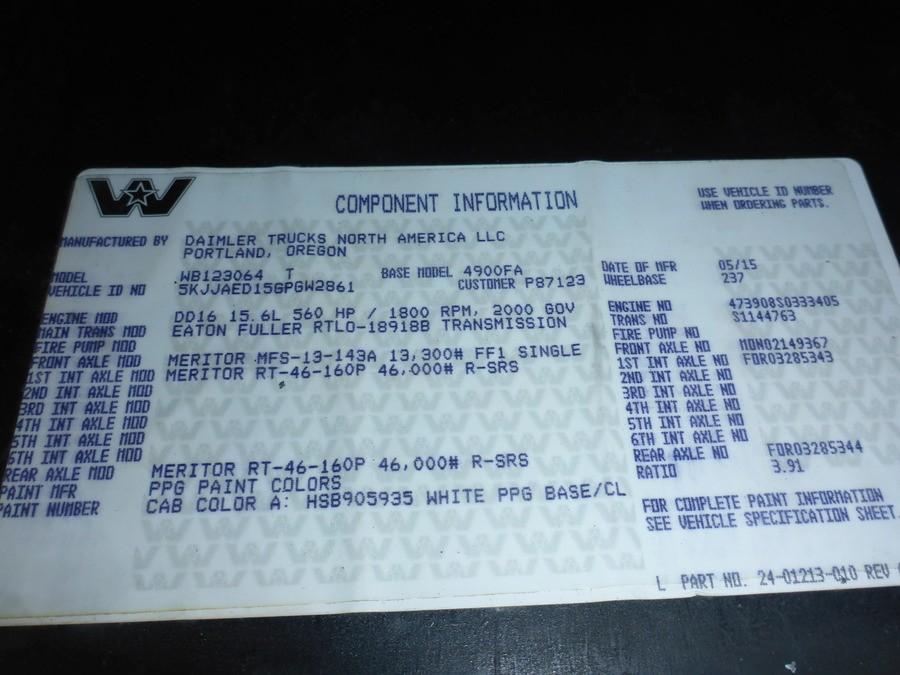 COMPONENT INFORMATION
USE VEHICLE ID NUMBER
WHEN ORDERING PARTS.
MANUFACTURED BY DAIMLER TRUCKS NORTH AMERICA LLC
PORTLAND, OREGON
MODEL WB123064 T BASE MODEL 4900FA DATE OF MFR 05/15
VEHICLE ID NO 5KJJAED15GPGW2861 CUSTOMER P87123 WHEELBASE 237
ENGINE MOD DD16 15.6L 560 HP / 1800 RPM, 2000 GOV ENGINE NO 473908S0333405
MAIN TRANS MOD EATON FULLER RTLO-18918B TRANSMISSION TRANS NO S1144763
FIRE PUMP MOD FIRE PUMP NO
FRONT AXLE MOD MERITOR MFS-13-143A 13,300# FF1 SINGLE FRONT AXLE NO MON02149367
1ST INT AXLE MOD MERITOR RT-46-160P 46,000# R-SRS 1ST INT AXLE NO FOR03285343
2ND INT AXLE MOD 2ND INT AXLE NO
3RD INT AXLE MOD 3RD INT AXLE NO
4TH INT AXLE MOD 4TH INT AXLE NO
5TH INT AXLE MOD 5TH INT AXLE NO
6TH INT AXLE MOD 6TH INT AXLE NO
REAR AXLE MOD MERITOR RT-46-160P 46,000# R-SRS REAR AXLE NO FOR03285344
PAINT MFR PPG PAINT COLORS RATIO 3.91
PAINT NUMBER CAB COLOR A: HSB905935 WHITE PPG BASE/CL
FOR COMPLETE PAINT INFORMATION
SEE VEHICLE SPECIFICATION SHEET.
L PART NO. 24-01213-010 REV